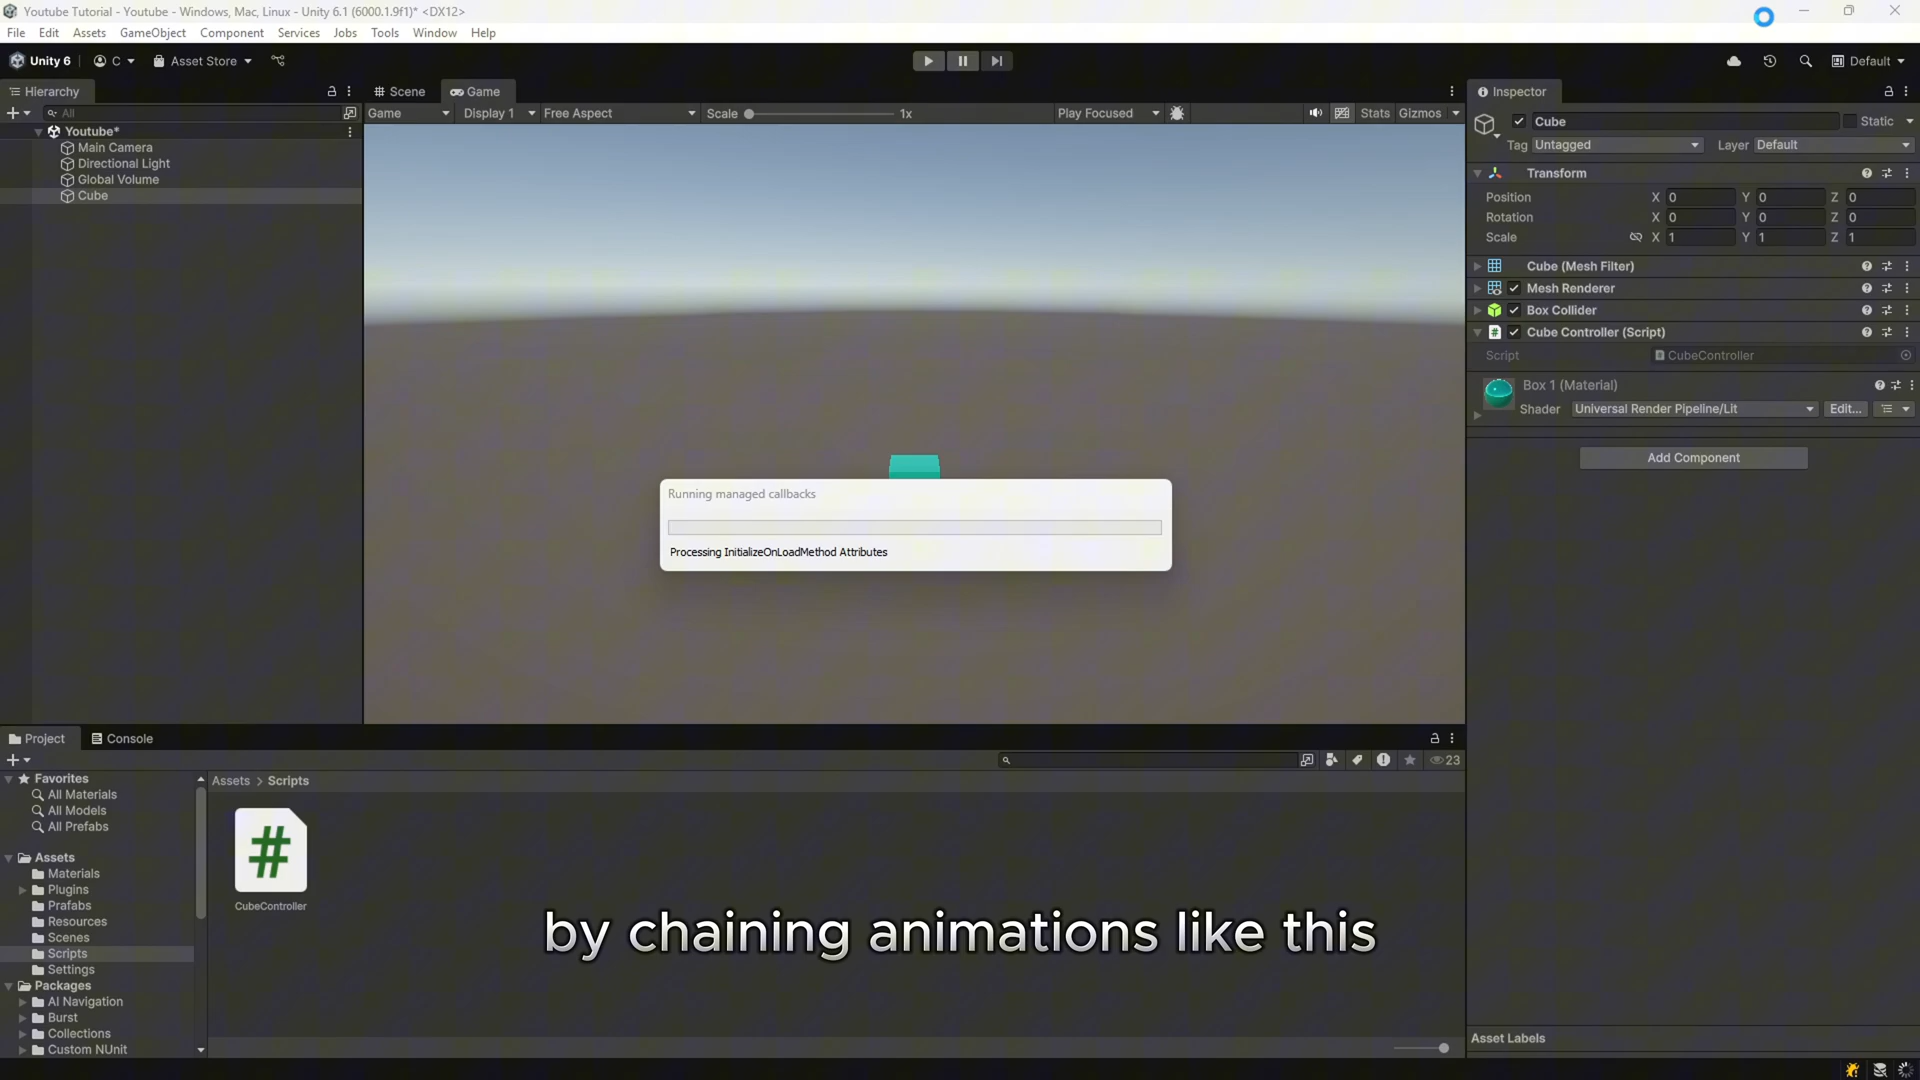 Youtube Tutorial - Youtube - Windows, Mac, Linux - Unity 6.1 (6000.1.9f1)* <DX12>
File Edit Assets GameObject Component Services Jobs Tools Window Help
Unity 6 C Asset Store Default
Hierarchy
All
Youtube*
Main Camera
Directional Light
Global Volume
Cube
Scene Game
Game Display 1 Free Aspect Scale 1x Play Focused Stats Gizmos
Running managed callbacks
Processing InitializeOnLoadMethod Attributes
Inspector
Cube Static
Tag Untagged Layer Default
Transform
Position X 0 Y 0 Z 0
Rotation X 0 Y 0 Z 0
Scale X 1 Y 1 Z 1
Cube (Mesh Filter)
Mesh Renderer
Box Collider
# Cube Controller (Script)
Script CubeController
Box 1 (Material)
Shader Universal Render Pipeline/Lit Edit...
Add Component
Asset Labels
Project Console
23
Favorites
All Materials
All Models
All Prefabs
Assets
Materials
Plugins
Prefabs
Resources
Scenes
Scripts
Settings
Packages
AI Navigation
Burst
Collections
Custom NUnit
Assets > Scripts
#
CubeController
by chaining animations like this